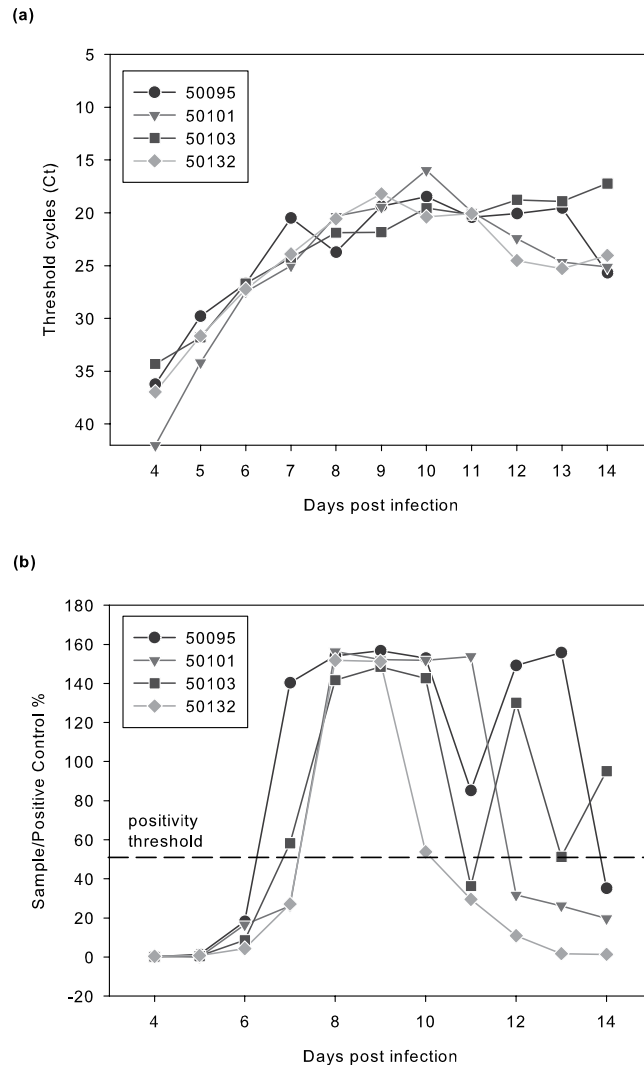 (a)
5
10
15
20
25
30
35
40
Threshold cycles (Ct)
50095
50101
50103
50132
4 5 6 7 8 9 10 11 12 13 14
Days post infection
(b)
180
160
140
120
100
80
60
40
20
0
-20
Sample/Positive Control %
50095
50101
50103
50132
positivity
threshold
4 6 8 10 12 14
Days post infection